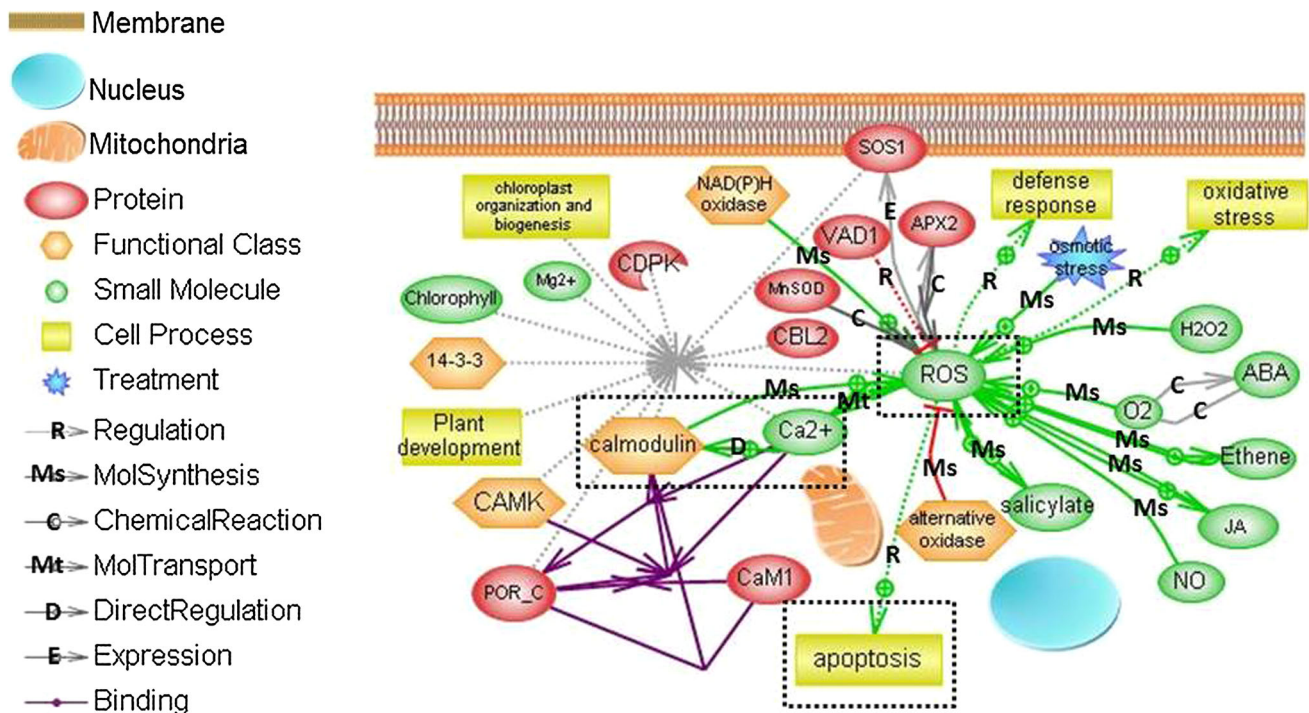 Membrane
Nucleus
Mitochondria
Protein
Functional Class
Small Molecule
Cell Process
Treatment
R Regulation
Ms MolSynthesis
C ChemicalReaction
Mt MolTransport
D DirectRegulation
E Expression
Binding
SOS1
chloroplast
organization and
biogenesis
NAD(P)H
oxidase
defense
response
oxidative
stress
E
VAD1
APX2
osmotic
stress
CDPK
Mg2+
Chlorophyll
Ms
R
C
R
R
MnSOD
Ms
C
CBL2
Ms
H2O2
14-3-3
ROS
ABA
C
Ms
Ms
O2
C
Mt
Plant
development
calmodulin
D
Ca2+
Ms
Ms
Ethene
Ms
Ms
CAMK
alternative
oxidase
salicylate
Ms
JA
R
POR_C
CaM1
NO
apoptosis